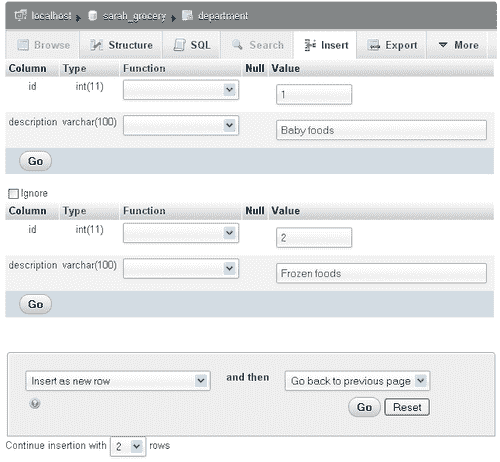 localhost ▸ sarah_grocery ▸ department
Browse Structure SQL Search Insert Export ▼ More
Column Type Function Null Value
id int(11) 1
description varchar(100) Baby foods
Go
Ignore
Column Type Function Null Value
id int(11) 2
description varchar(100) Frozen foods
Go
Insert as new row and then Go back to previous page
Go Reset
Continue insertion with 2 rows